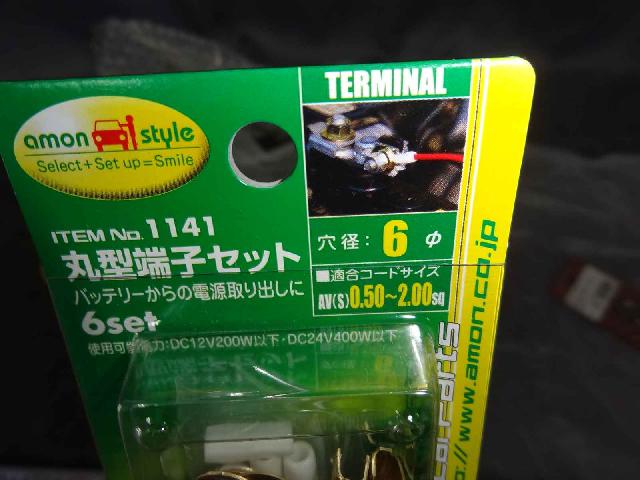 TERMINAL
amon style
Select+Set up=Smile
ITEM No. 1141
丸型端子セット
バッテリーからの電源取り出しに
6set
穴径: 6 Φ
■適合コードサイズ
AV(S)0.50~2.00sq
使用可能電力:DC12V200W以下・DC24V400W以下
www.amon.co.jp